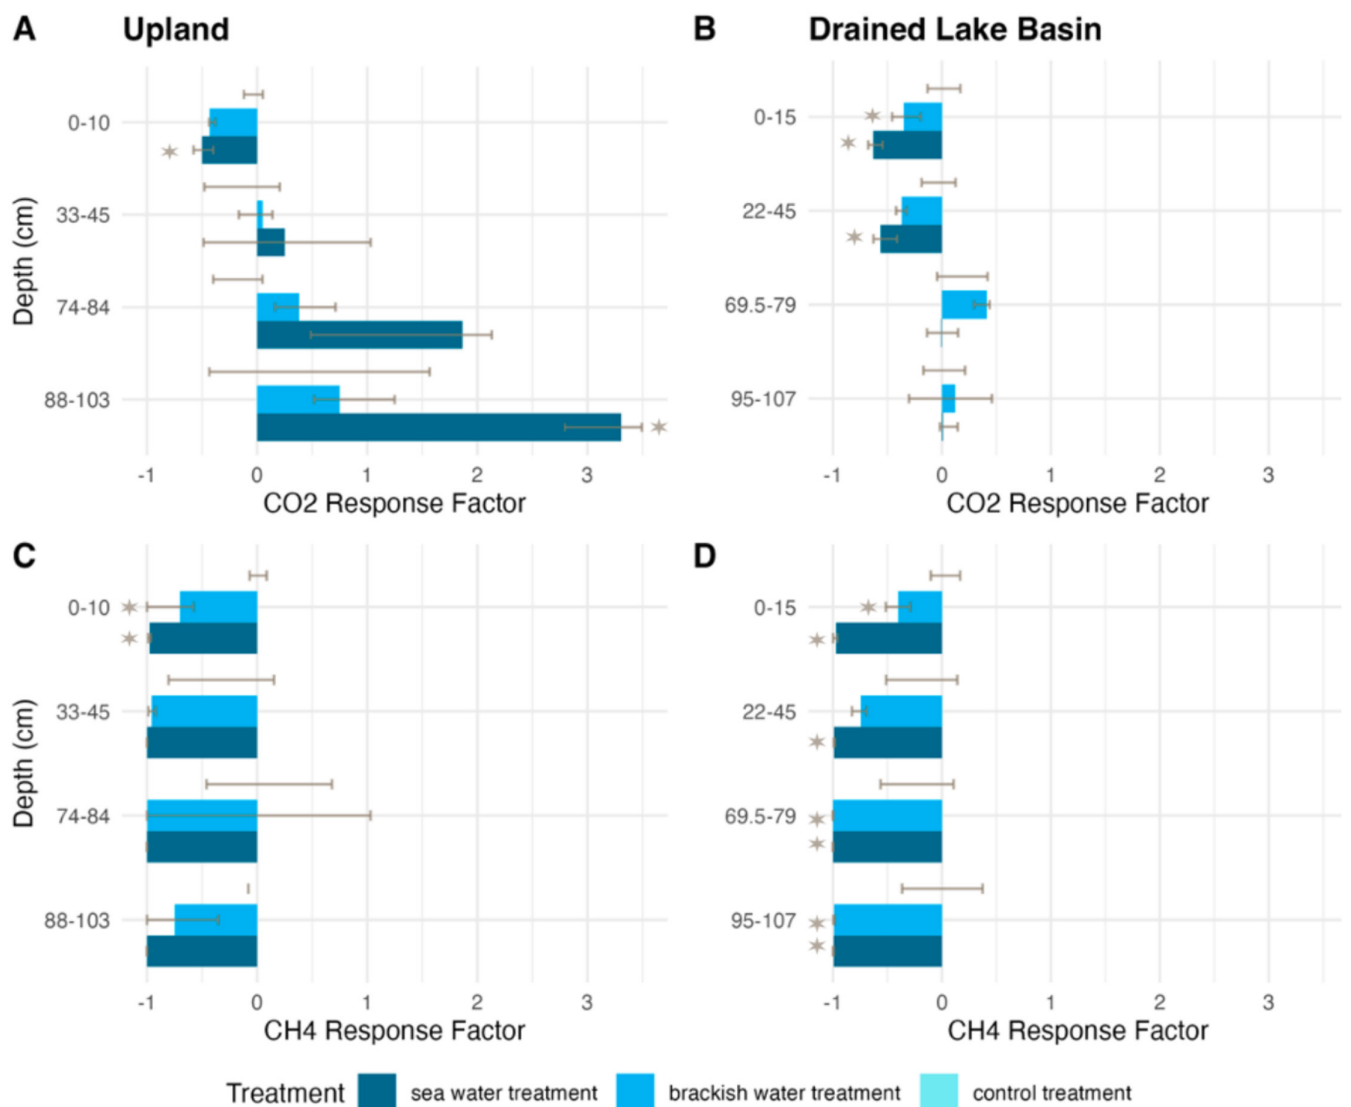 A Upland
B Drained Lake Basin
Depth (cm)
0-10
33-45
74-84
88-103
-1 0 1 2 3
CO2 Response Factor
0-15
22-45
69.5-79
95-107
-1 0 1 2 3
CO2 Response Factor
C
D
Depth (cm)
0-10
33-45
74-84
88-103
-1 0 1 2 3
CH4 Response Factor
0-15
22-45
69.5-79
95-107
-1 0 1 2 3
CH4 Response Factor
Treatment sea water treatment brackish water treatment control treatment